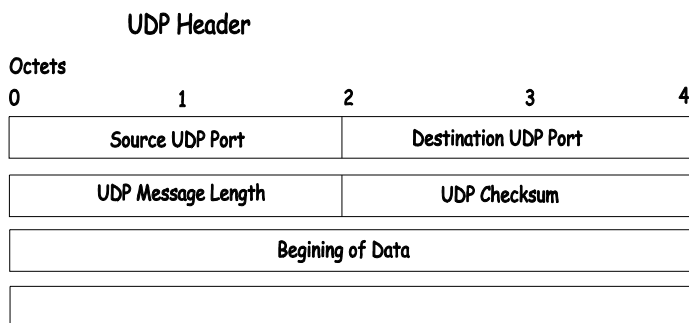 UDP Header
Octets
0 1 2 3 4
Source UDP Port Destination UDP Port
UDP Message Length UDP Checksum
Begining of Data